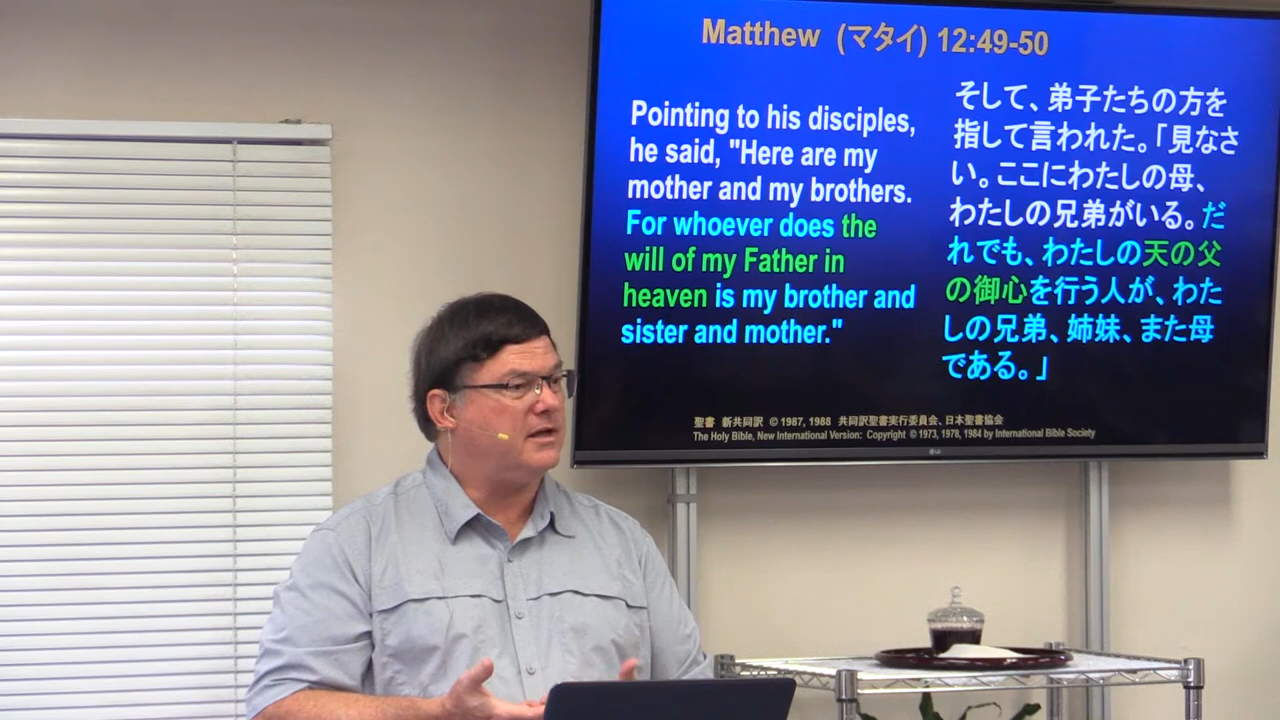 Matthew (マタイ) 12:49-50
Pointing to his disciples,
he said, "Here are my
mother and my brothers.
For whoever does the
will of my Father in
heaven is my brother and
sister and mother."
そして、弟子たちの方を
指して言われた。「見なさ
い。ここにわたしの母、
わたしの兄弟がいる。だ
れでも、わたしの天の父
の御心を行う人が、わた
しの兄弟、姉妹、また母
である。」
聖書 新共同訳 © 1987, 1988 共同訳聖書実行委員会、日本聖書協会
The Holy Bible, New International Version: Copyright © 1973, 1978, 1984 by International Bible Society
LG